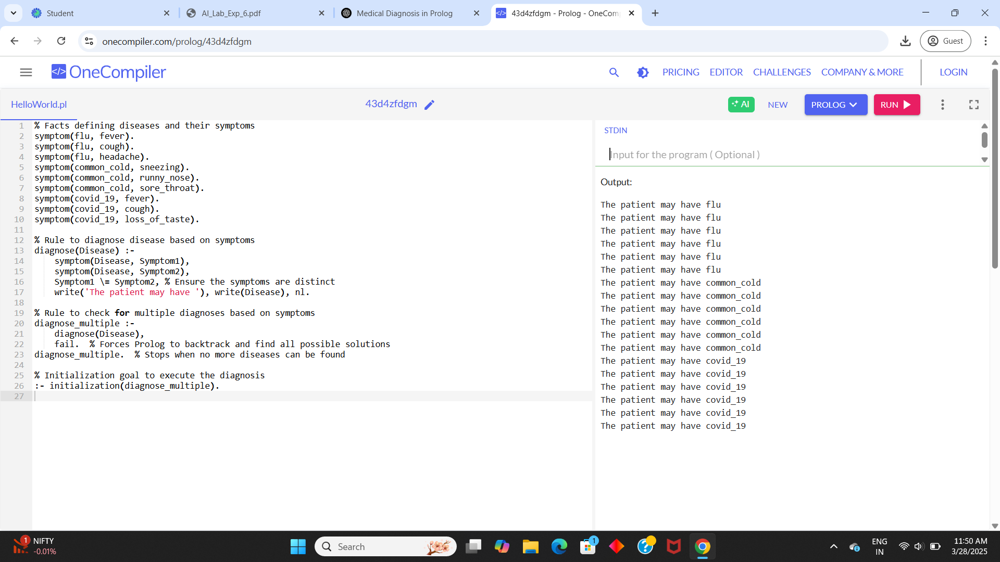 Student
AI_Lab_Exp_6.pdf
Medical Diagnosis in Prolog
43d4zfdgm - Prolog - OneComp
onecompiler.com/prolog/43d4zfdgm
Guest
</> OneCompiler
PRICING
EDITOR
CHALLENGES
COMPANY & MORE
LOGIN
HelloWorld.pl
43d4zfdgm
AI
NEW
PROLOG
RUN
1 % Facts defining diseases and their symptoms
2 symptom(flu, fever).
3 symptom(flu, cough).
4 symptom(flu, headache).
5 symptom(common_cold, sneezing).
6 symptom(common_cold, runny_nose).
7 symptom(common_cold, sore_throat).
8 symptom(covid_19, fever).
9 symptom(covid_19, cough).
10 symptom(covid_19, loss_of_taste).
11
12 % Rule to diagnose disease based on symptoms
13 diagnose(Disease) :-
14 symptom(Disease, Symptom1),
15 symptom(Disease, Symptom2),
16 Symptom1 \= Symptom2, % Ensure the symptoms are distinct
17 write('The patient may have '), write(Disease), nl.
18
19 % Rule to check for multiple diagnoses based on symptoms
20 diagnose_multiple :-
21 diagnose(Disease),
22 fail.  % Forces Prolog to backtrack and find all possible solutions
23 diagnose_multiple.  % Stops when no more diseases can be found
24
25 % Initialization goal to execute the diagnosis
26 :- initialization(diagnose_multiple).
27
STDIN
Input for the program ( Optional )
Output:
The patient may have flu
The patient may have flu
The patient may have flu
The patient may have flu
The patient may have flu
The patient may have flu
The patient may have common_cold
The patient may have common_cold
The patient may have common_cold
The patient may have common_cold
The patient may have common_cold
The patient may have common_cold
The patient may have covid_19
The patient may have covid_19
The patient may have covid_19
The patient may have covid_19
The patient may have covid_19
The patient may have covid_19
1
NIFTY
-0.01%
Search
1
ENG
IN
11:50 AM
3/28/2025